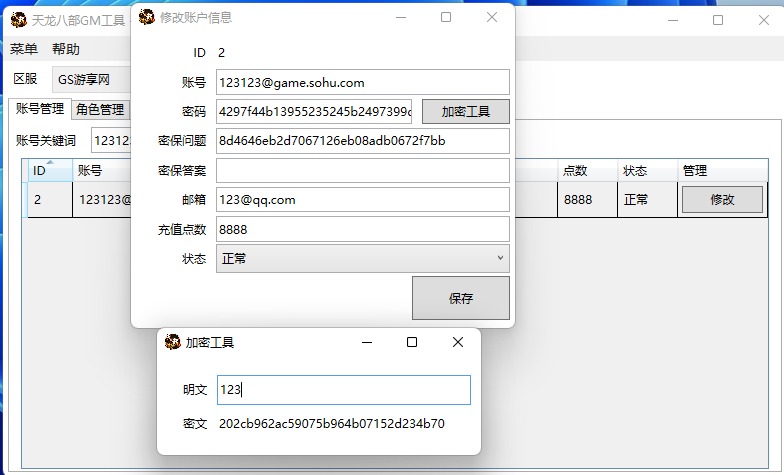 天龙八部GM工具
菜单 帮助
区服 GS游享网
账号管理 角色管理
账号关键词 12312
ID 账号 点数 状态 管理
2 123123@ 8888 正常 修改
修改账户信息
ID 2
账号 123123@game.sohu.com
密码 4297f44b13955235245b2497399 加密工具
密保问题 8d4646eb2d7067126eb08adb0672f7bb
密保答案
邮箱 123@qq.com
充值点数 8888
状态 正常
保存
加密工具
明文 123
密文 202cb962ac59075b964b07152d234b70